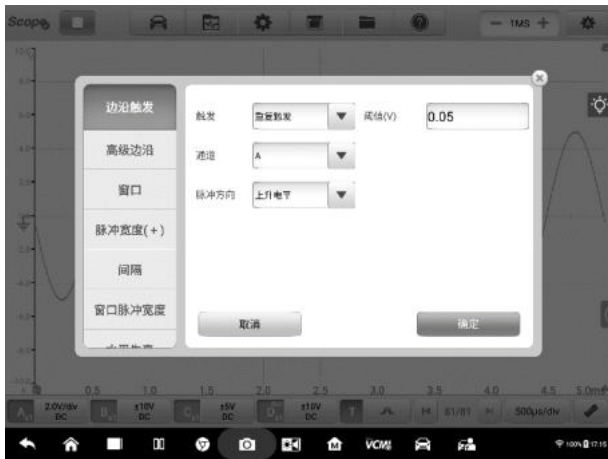 Scope
1MS
边沿触发
高级边沿
窗口
脉冲宽度(+)
间隔
窗口脉冲宽度
触发
重复触发
阈值(V)
0.05
通道
A
脉冲方向
上升电平
取消
确定
0.5 1.0 1.5 2.0 2.5 3.0 3.5 4.0 4.5 5.0ms
2.0V/div
DC
±10V
DC
±5V
DC
±10V
DC
T
81/81
500μs/div
VCMI
100%
17:15